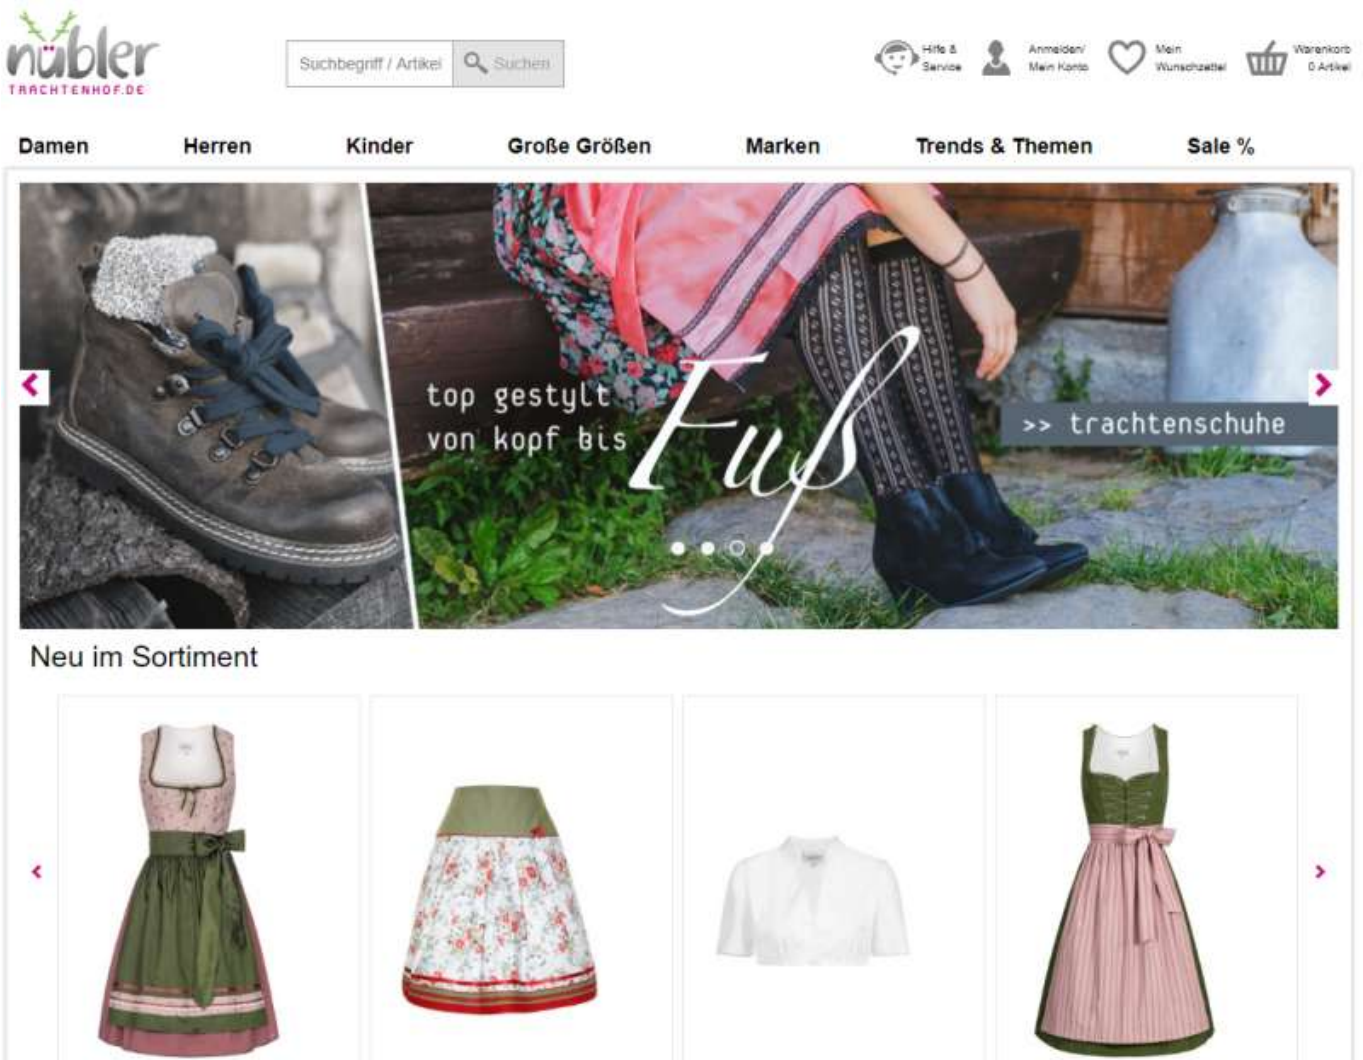 nübler
TRACHTENHOF.DE
Suchbegriff / Artikel
Suchen
Hilfe &
Service
Anmelden/
Mein Konto
Mein
Wunschzettel
Warenkorb
0 Artikel
Damen
Herren
Kinder
Große Größen
Marken
Trends & Themen
Sale %
top gestylt
von kopf bis
Fuß
>> trachtenschuhe
Neu im Sortiment